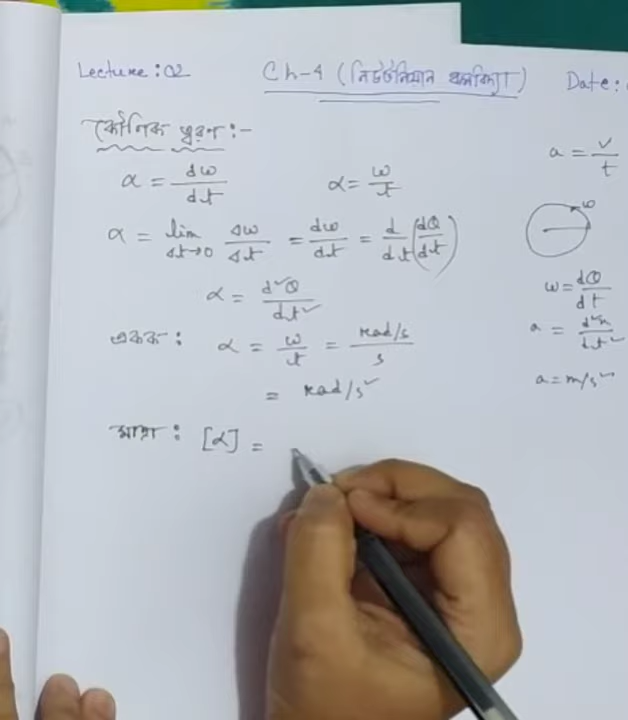 Lecture : 02
Ch-4 (নিউটনিয়ান বলবিদ্যা)
Date:
কৌণিক ত্বরণ :-
α = dω/dt
α = ω/t
a = v/t
α = lim Δt→0 Δω/Δt = dω/dt = d/dt (dθ/dt)
ω
α = d²θ/dt²
ω = dθ/dt
একক : α = ω/t = rad/s / s
a = d²x/dt²
= rad/s²
a = m/s²
মাত্রা : [α] =